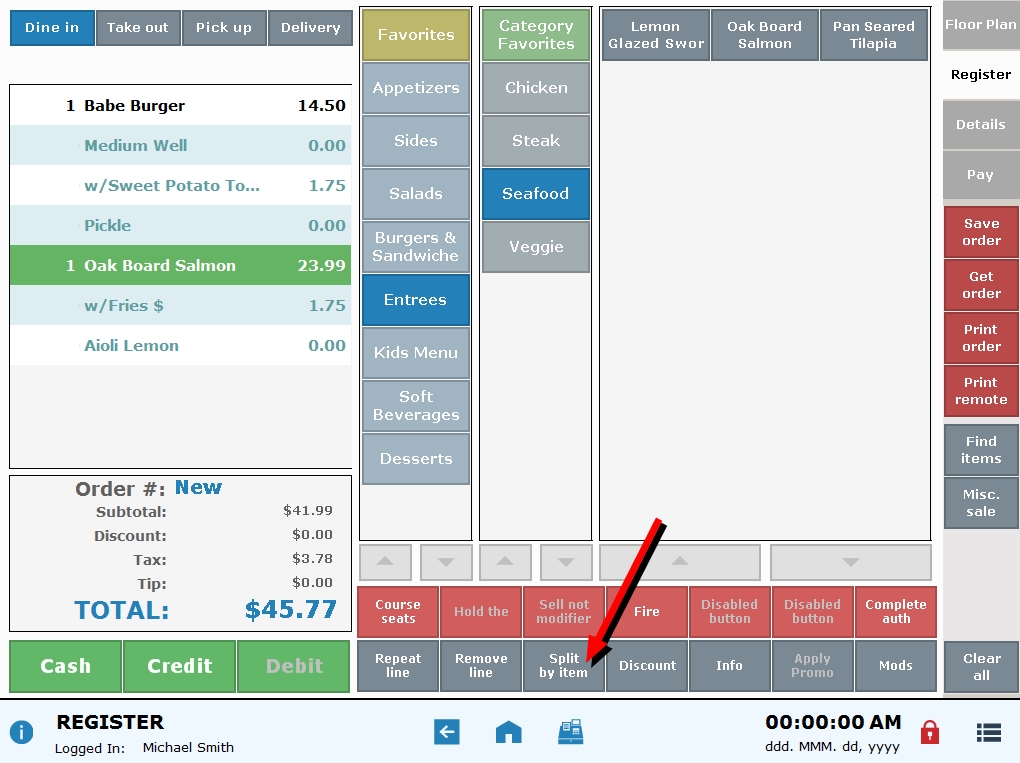 Dine in
Take out
Pick up
Delivery
1 Babe Burger 14.50
Medium Well 0.00
w/Sweet Potato To... 1.75
Pickle 0.00
1 Oak Board Salmon 23.99
w/Fries $ 1.75
Aioli Lemon 0.00
Order #: New
Subtotal: $41.99
Discount: $0.00
Tax: $3.78
Tip: $0.00
TOTAL: $45.77
Cash
Credit
Debit
Favorites
Appetizers
Sides
Salads
Burgers &
Sandwiche
Entrees
Kids Menu
Soft
Beverages
Desserts
Category
Favorites
Chicken
Steak
Seafood
Veggie
Lemon
Glazed Swor
Oak Board
Salmon
Pan Seared
Tilapia
Course
seats
Hold the
Sell not
modifier
Fire
Disabled
button
Disabled
button
Complete
auth
Repeat
line
Remove
line
Split
by item
Discount
Info
Apply
Promo
Mods
Floor Plan
Register
Details
Pay
Save
order
Get
order
Print
order
Print
remote
Find
items
Misc.
sale
Clear
all
REGISTER
Logged In: Michael Smith
00:00:00 AM
ddd. MMM. dd, yyyy